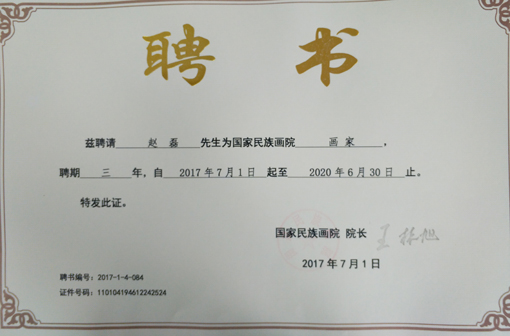 聘书
兹聘请 赵磊 先生为国家民族画院 画家 ，
聘期 三 年，自 2017年7月1日 起至 2020年6月30日 止。
特发此证。
国家民族画院 院长 王林旭
2017年7月1日
聘书编号：2017-1-4-084
证件号码：110104194612242524